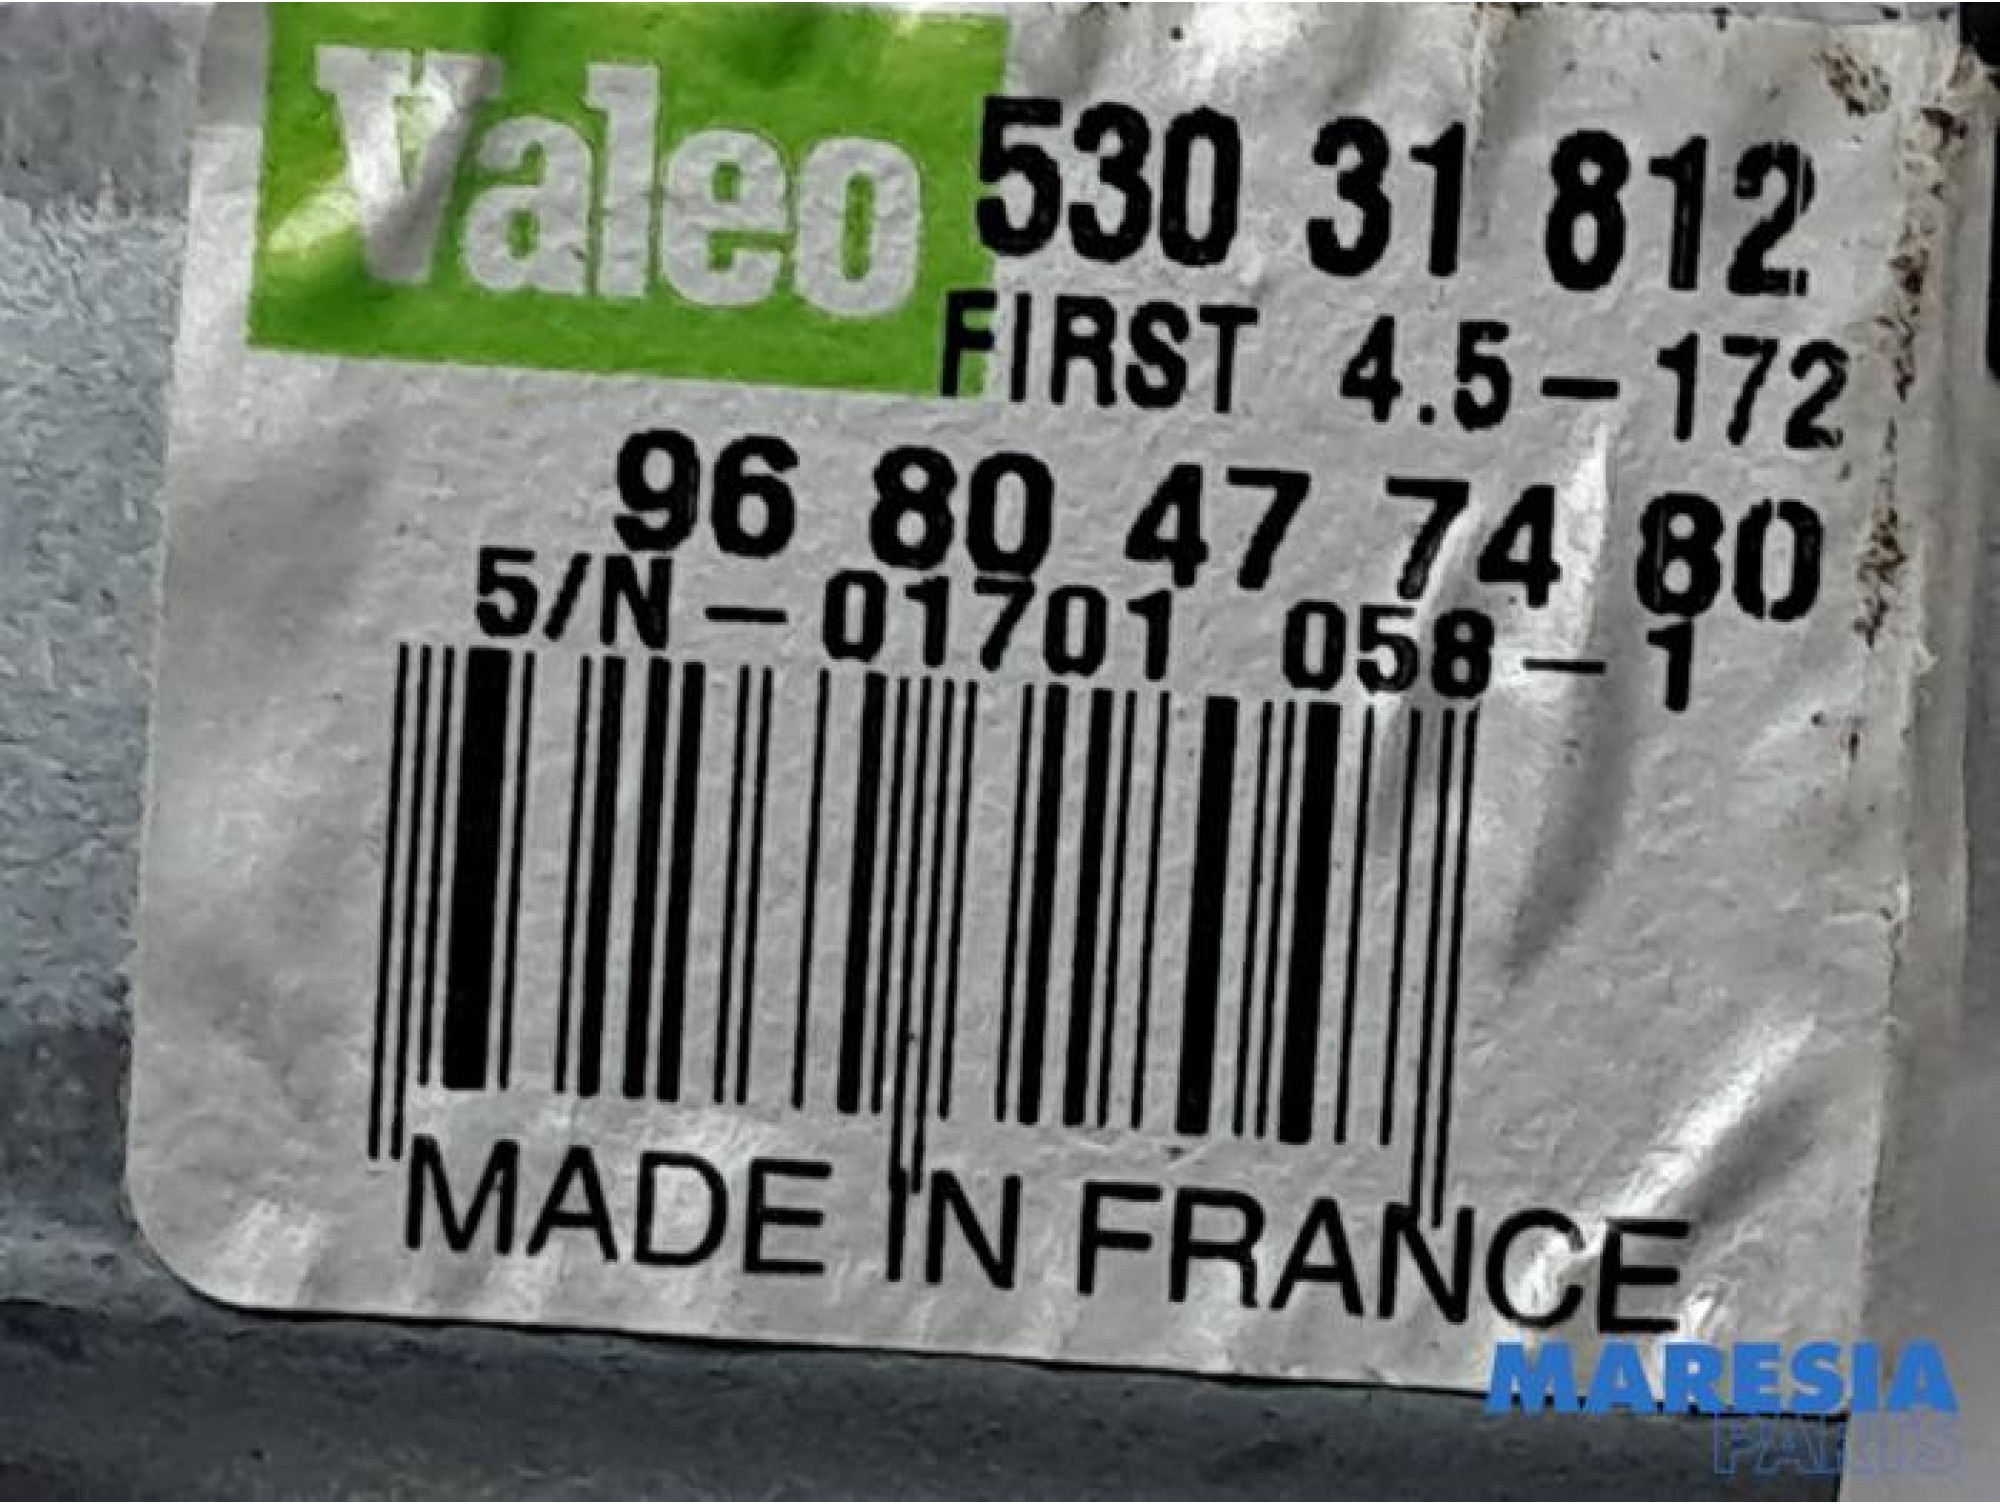 Valeo
530 31 812
FIRST 4.5-172
96 80 47 74 80
S/N-01701 058-1
MADE IN FRANCE
MARESIA
PARTS